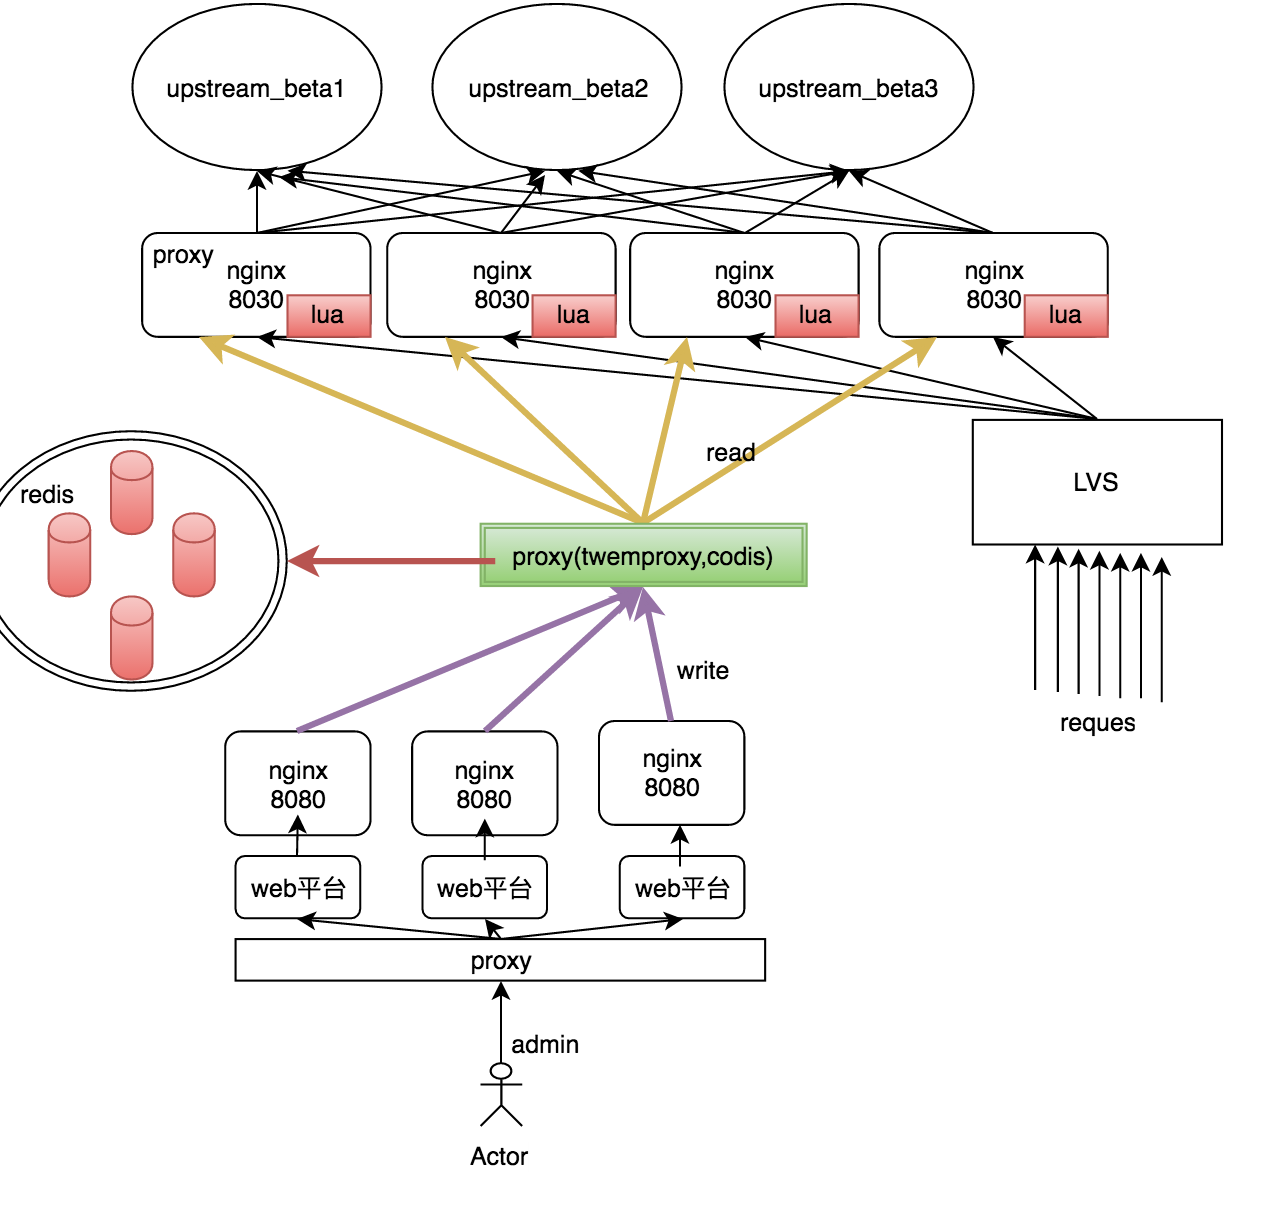 upstream_beta1
upstream_beta2
upstream_beta3
proxy
nginx
8030
lua
nginx
8030
lua
nginx
8030
lua
nginx
8030
lua
read
LVS
redis
proxy(twemproxy,codis)
write
reques
nginx
8080
nginx
8080
nginx
8080
web平台
web平台
web平台
proxy
admin
Actor